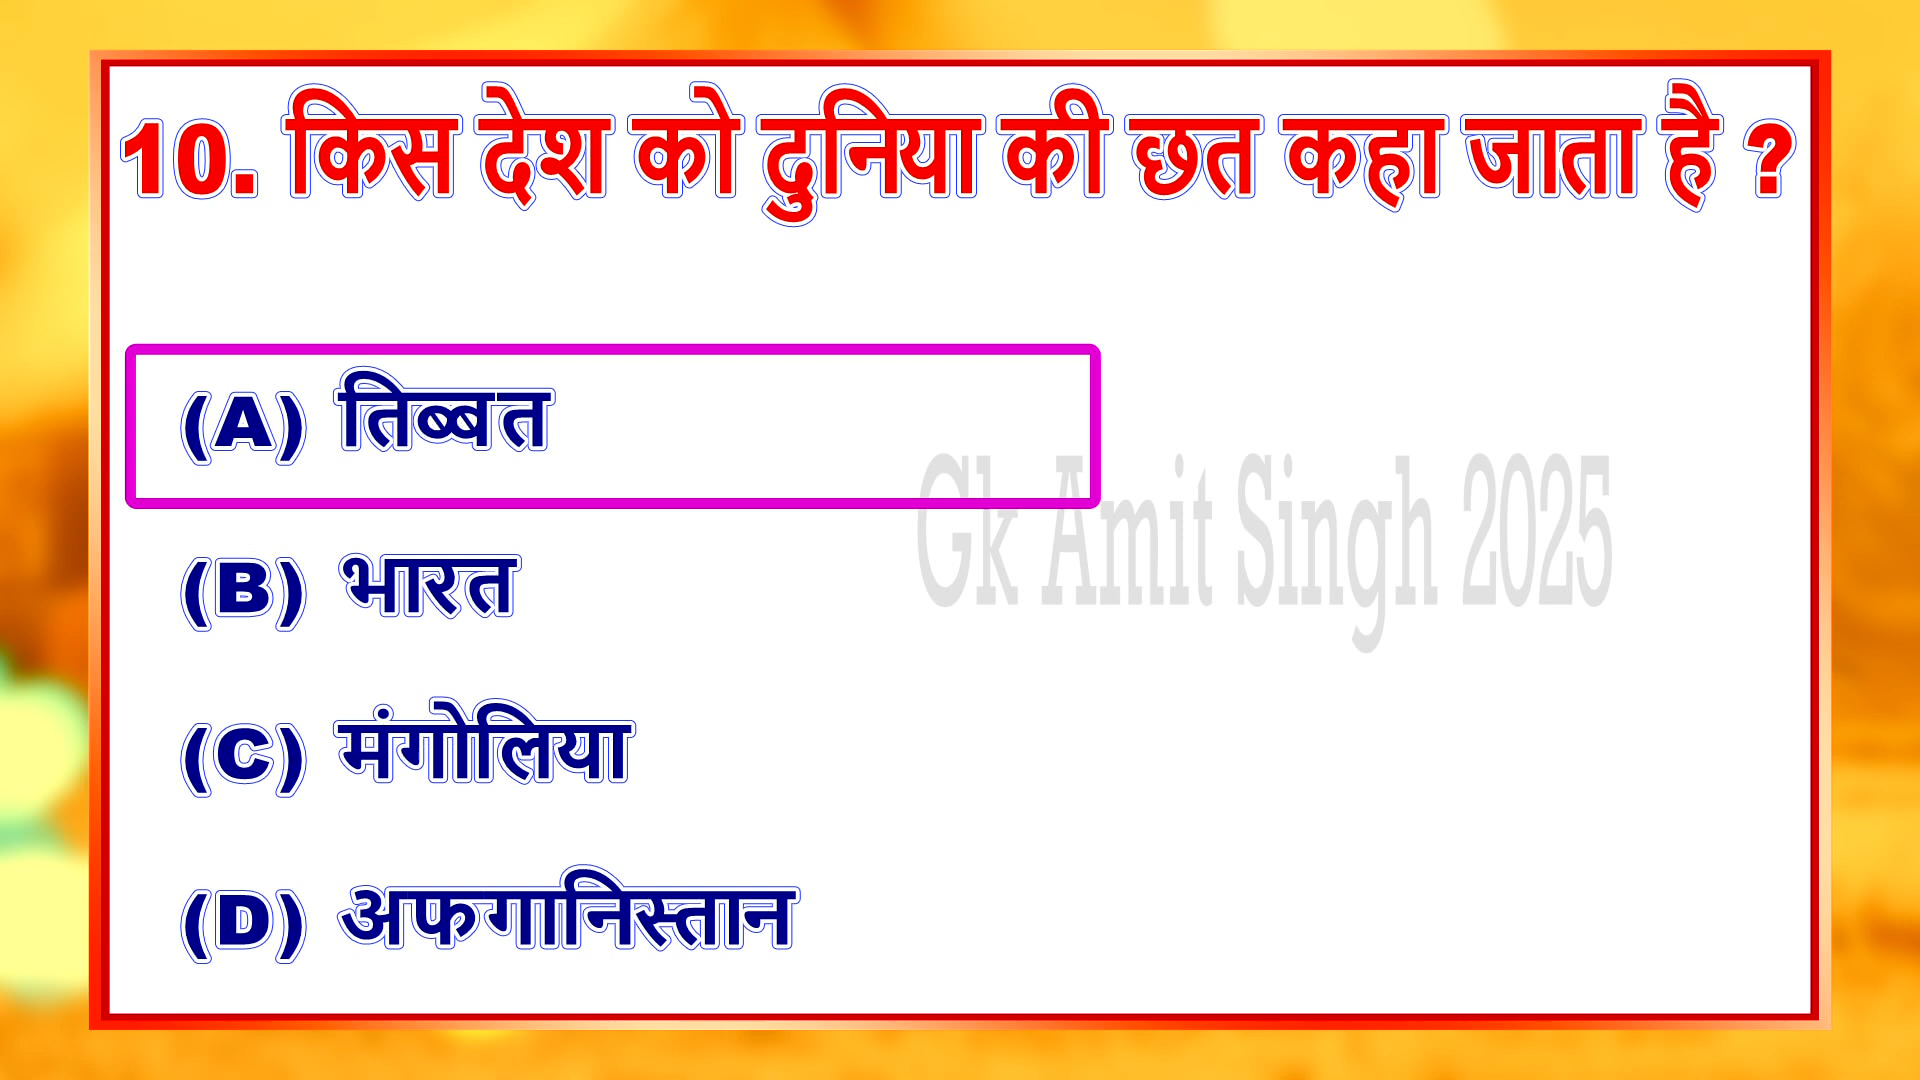 10. किस देश को दुनिया की छत कहा जाता है ?
(A) तिब्बत
Gk Amit Singh 2025
(B) भारत
(C) मंगोलिया
(D) अफगानिस्तान